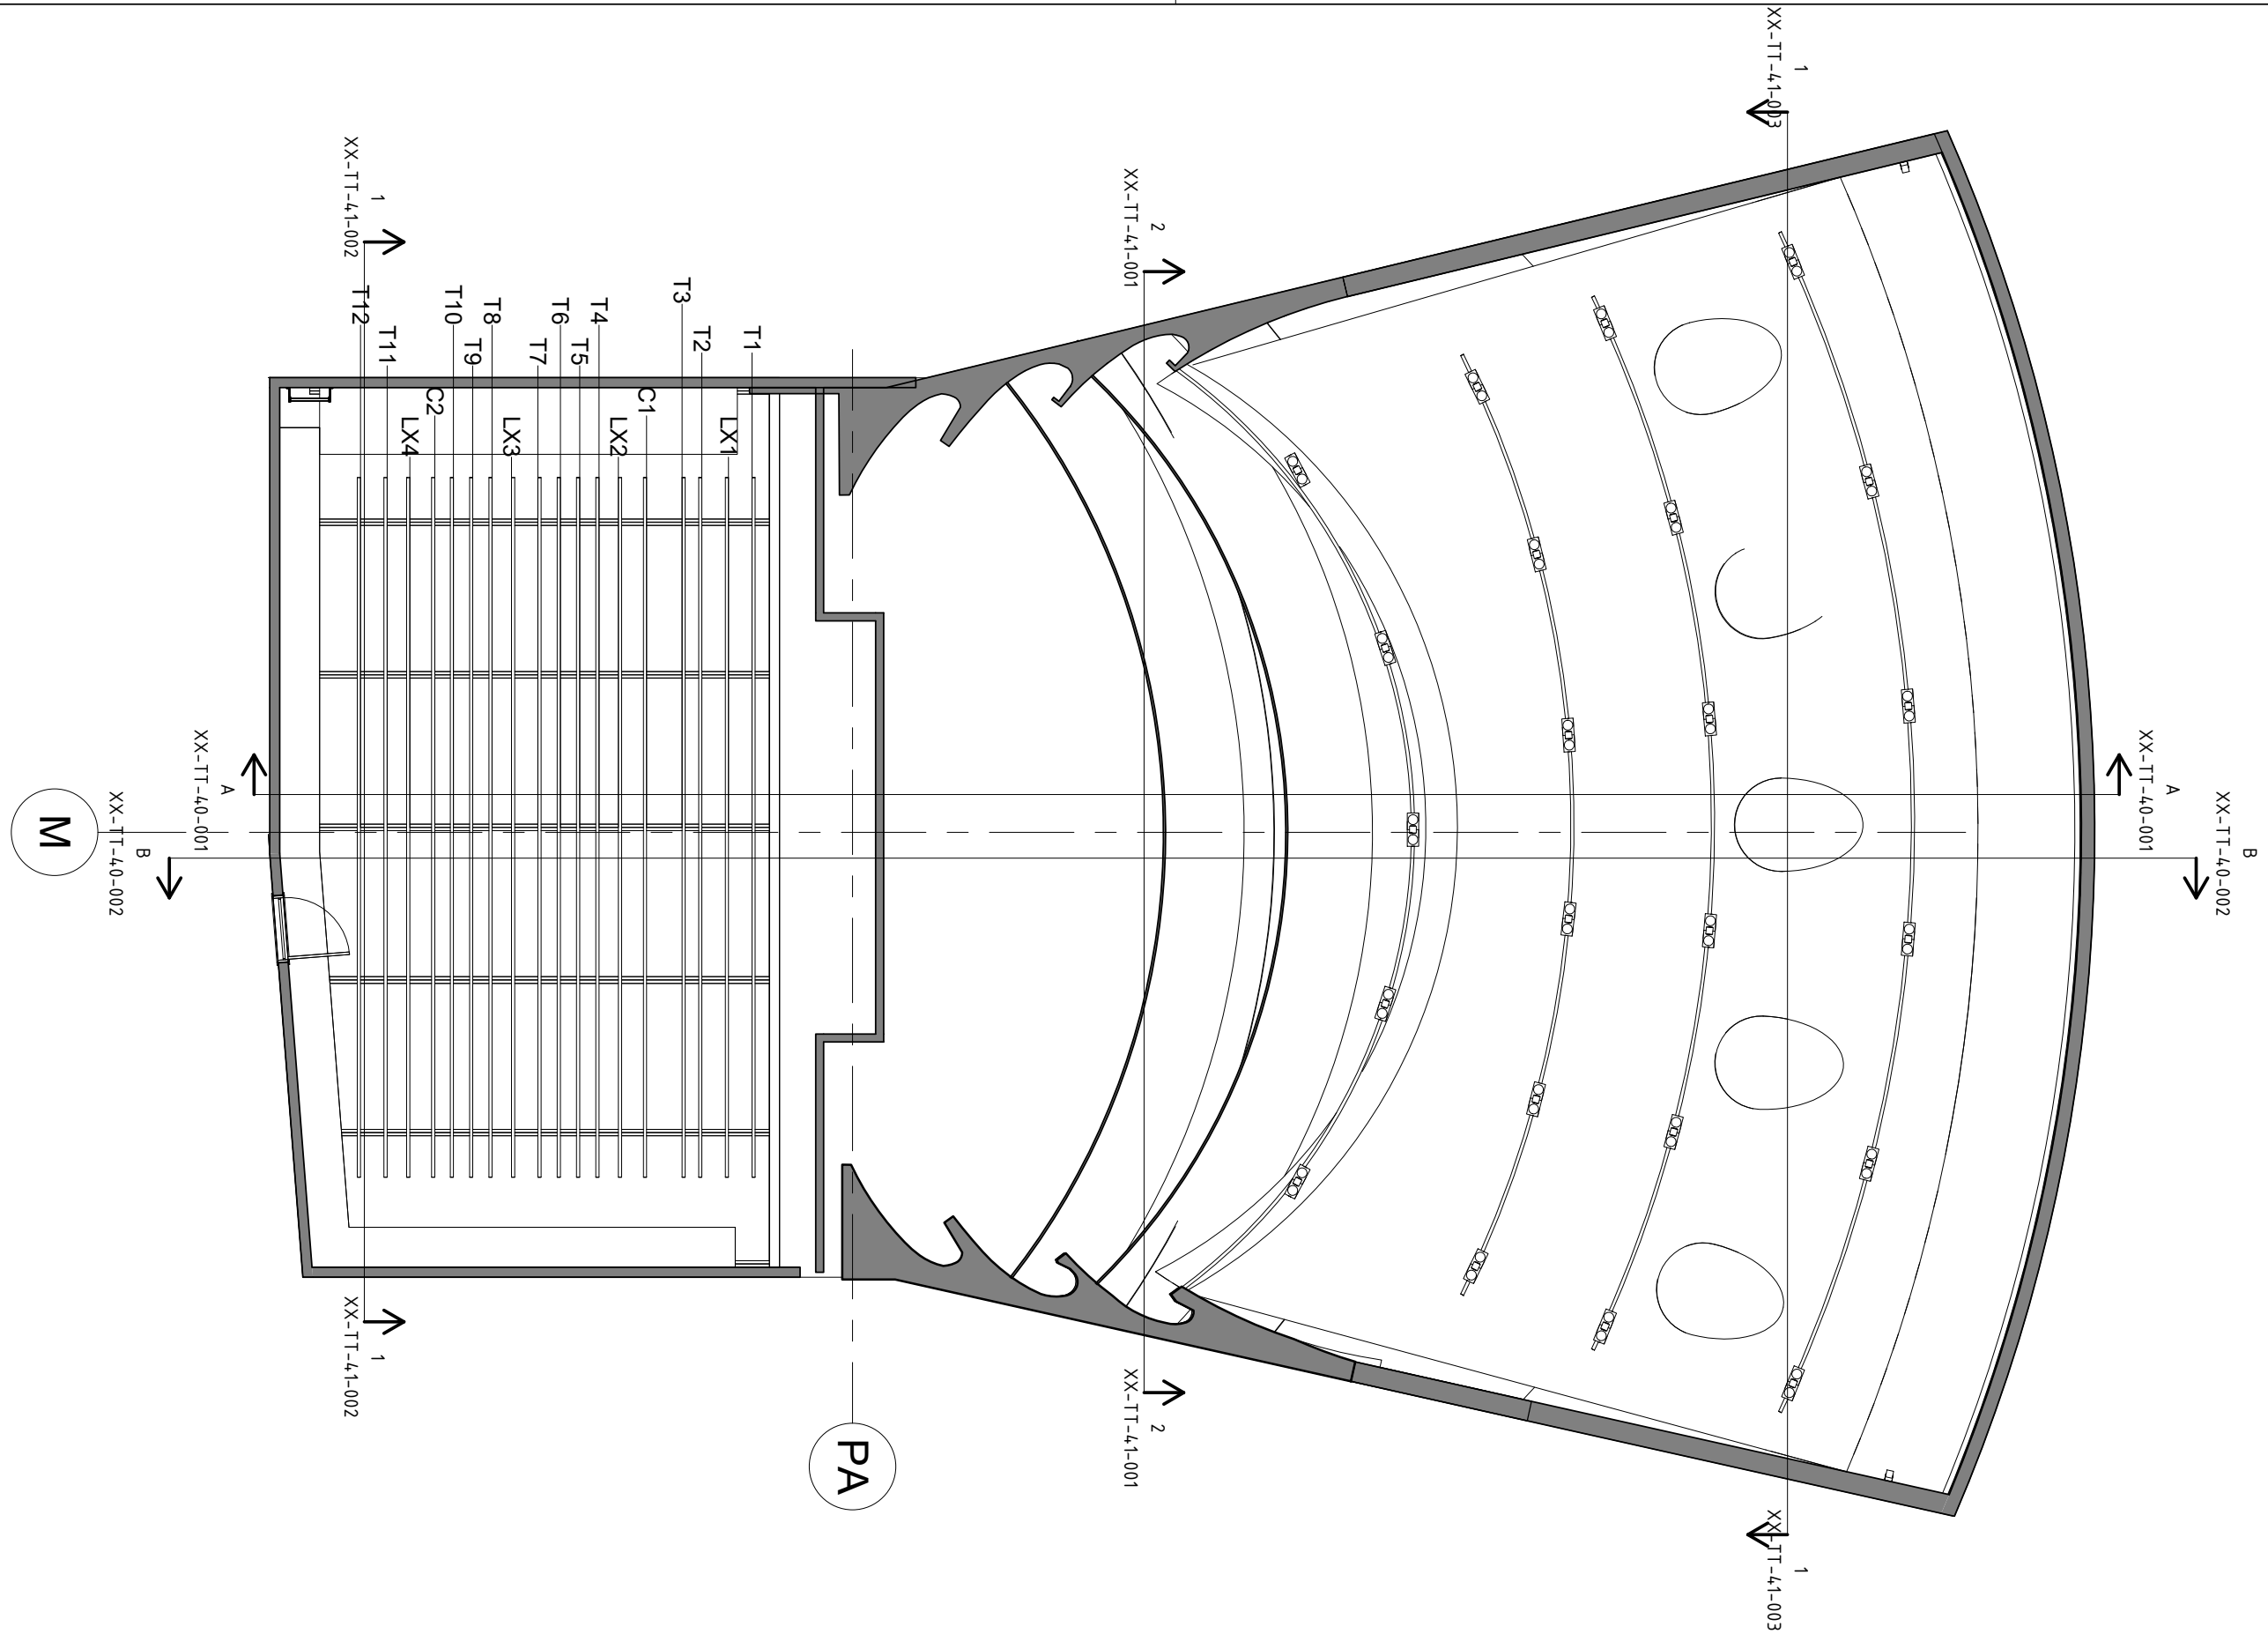 1
XX-TT-41-003
1
XX-TT-41-002
2
XX-TT-41-001
T12
T11
T10
T9
T8
T7
T6
T5
T4
T3
T2
T1
C2
C1
LX4
LX3
LX2
LX1
A
XX-TT-40-001
B
XX-TT-40-002
M
A
XX-TT-40-001
B
XX-TT-40-002
1
XX-TT-41-002
PA
2
XX-TT-41-001
1
XX-TT-41-003